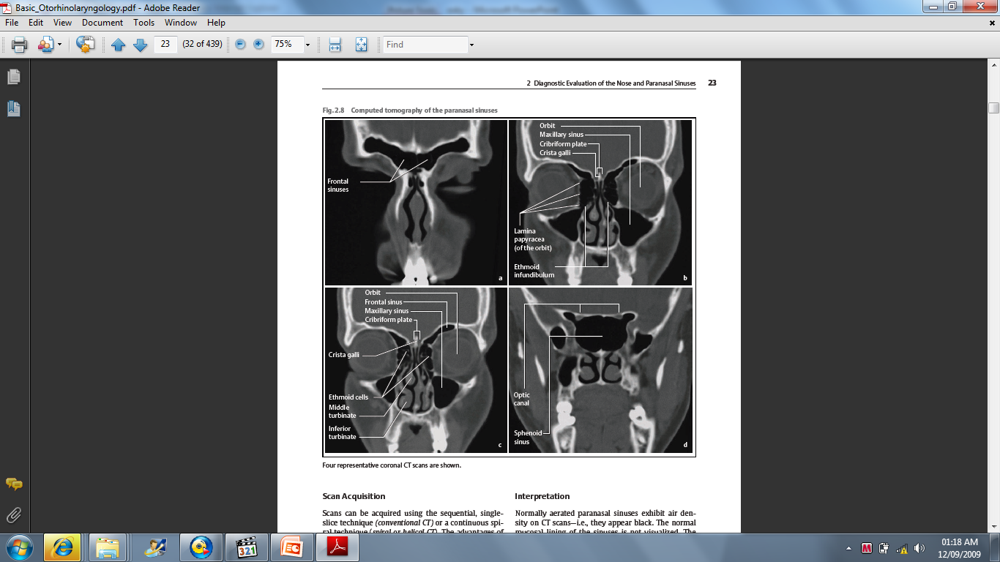 Basic_Otorhinolaryngology.pdf - Adobe Reader
File Edit View Document Tools Window Help
23 (32 of 439) 75% Find
2 Diagnostic Evaluation of the Nose and Paranasal Sinuses 23
Fig. 2.8 Computed tomography of the paranasal sinuses
Frontal
sinuses
a
Orbit
Maxillary sinus
Cribriform plate
Crista galli
Lamina
papyracea
(of the orbit)
Ethmoid
infundibulum
b
Orbit
Frontal sinus
Maxillary sinus
Cribriform plate
Crista galli
Ethmoid cells
Middle
turbinate
Inferior
turbinate
c
Optic
canal
Sphenoid
sinus
d
Four representative coronal CT scans are shown.
Scan Acquisition
Scans can be acquired using the sequential, single-
slice technique (conventional CT) or a continuous spi-
ral technique (spiral or helical CT). The advantages of
Interpretation
Normally aerated paranasal sinuses exhibit air den-
sity on CT scans—i.e., they appear black. The normal
mucosal lining of the sinuses is not visualized. The
321
01:18 AM
12/09/2009